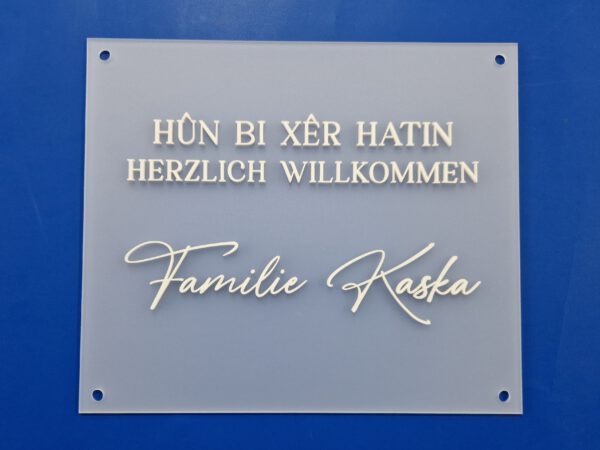 HÛN BI XÊR HATIN
HERZLICH WILLKOMMEN
Familie Kaska